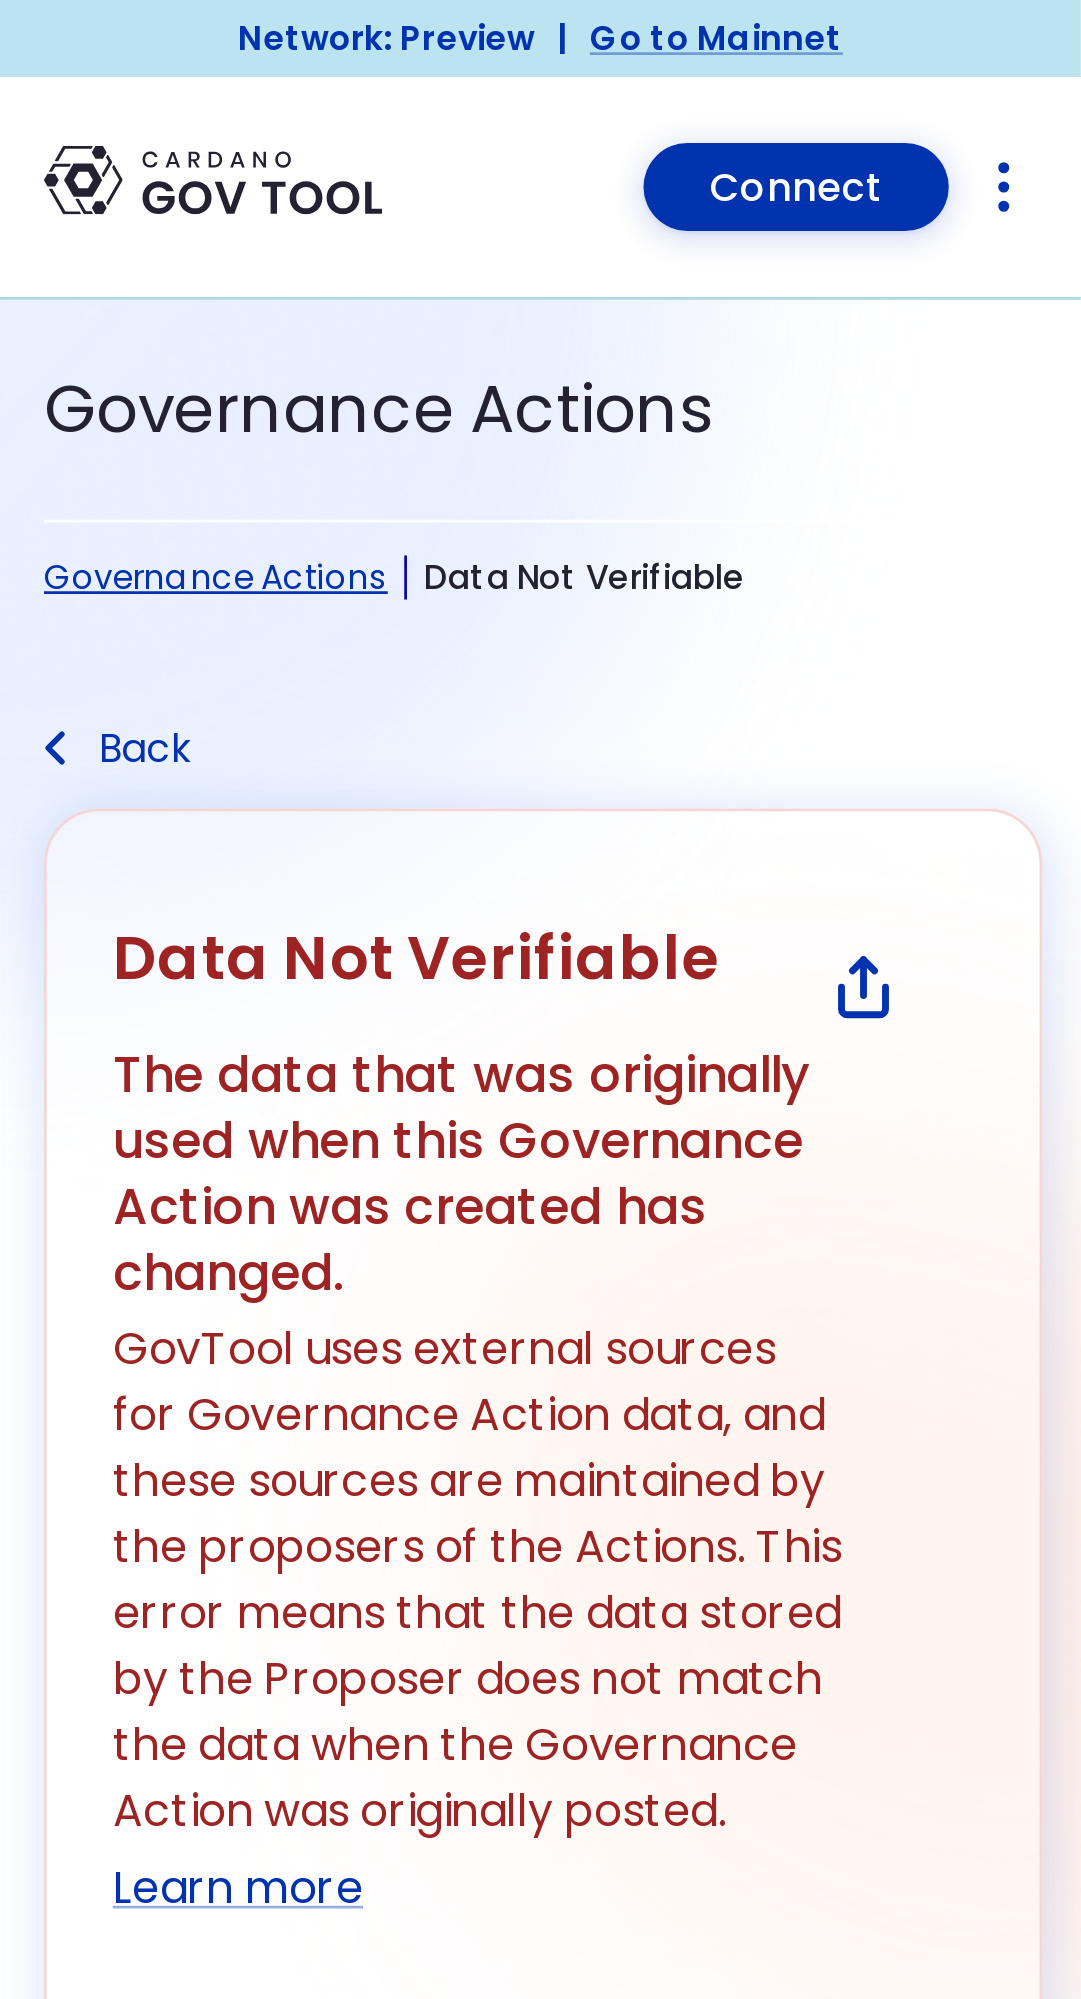 Network: Preview | Go to Mainnet
CARDANO
GOV TOOL
Connect
Governance Actions
Governance Actions | Data Not Verifiable
Back
Data Not Verifiable
The data that was originally
used when this Governance
Action was created has
changed.
GovTool uses external sources
for Governance Action data, and
these sources are maintained by
the proposers of the Actions. This
error means that the data stored
by the Proposer does not match
the data when the Governance
Action was originally posted.
Learn more